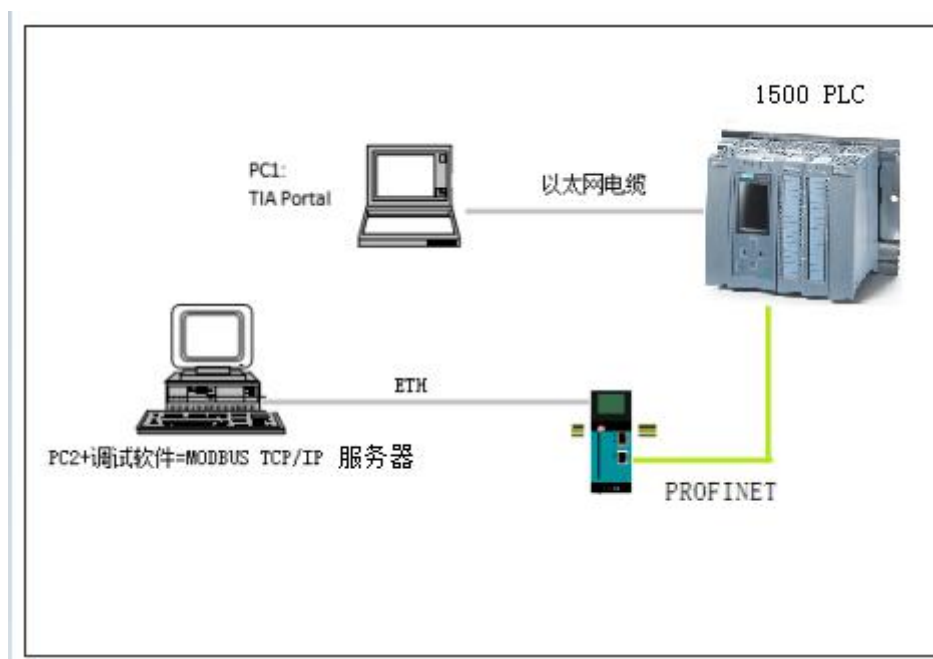 1500 PLC
PC1:
TIA Portal
以太网电缆
ETH
PC2+调试软件=MODBUS TCP/IP 服务器
PROFINET